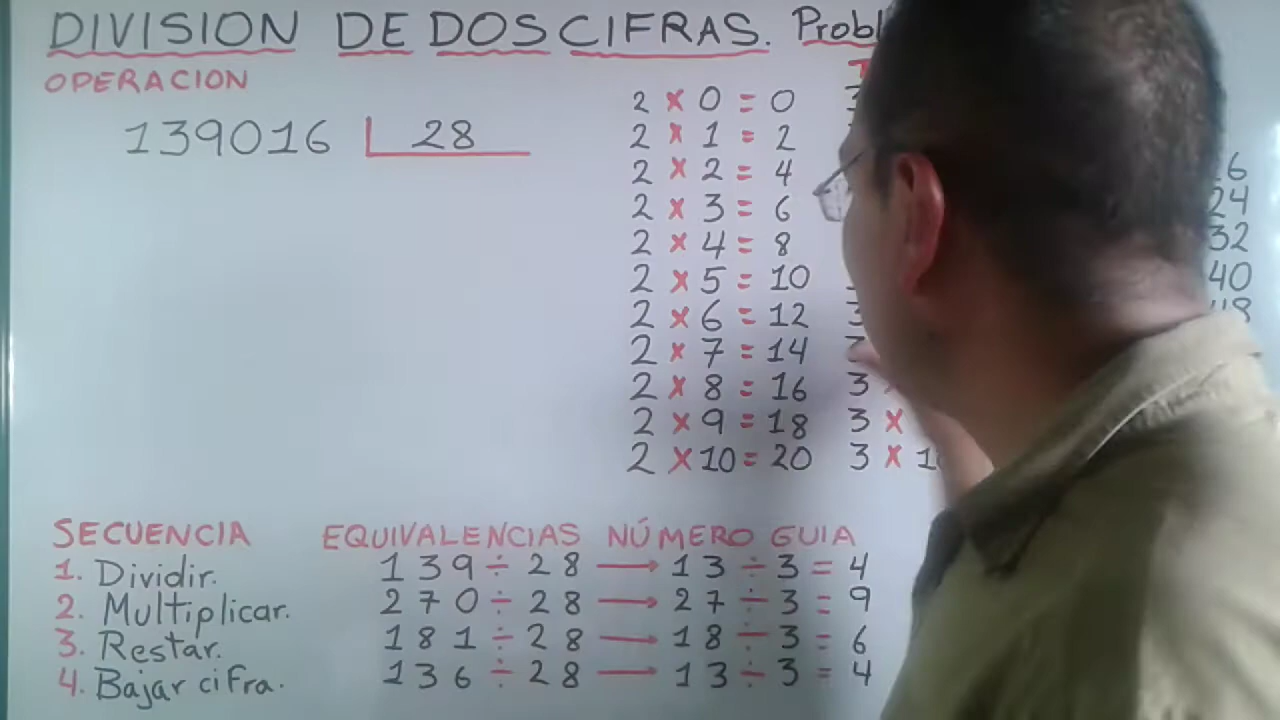 DIVISION DE DOS CIFRAS.
OPERACION
139016 28
2 x 0 = 0
2 x 1 = 2
2 x 2 = 4
2 x 3 = 6
2 x 4 = 8
2 x 5 = 10
2 x 6 = 12
2 x 7 = 14
2 x 8 = 16
2 x 9 = 18
2 x 10 = 20
3
3 x
3 x
24
32
40
SECUENCIA
1. Dividir.
2. Multiplicar.
3. Restar.
4. Bajar cifra.
EQUIVALENCIAS NÚMERO GUIA
139 ÷ 28 → 13 ÷ 3 = 4
270 ÷ 28 → 27 ÷ 3 = 9
181 ÷ 28 → 18 ÷ 3 = 6
136 ÷ 28 → 13 ÷ 3 = 4